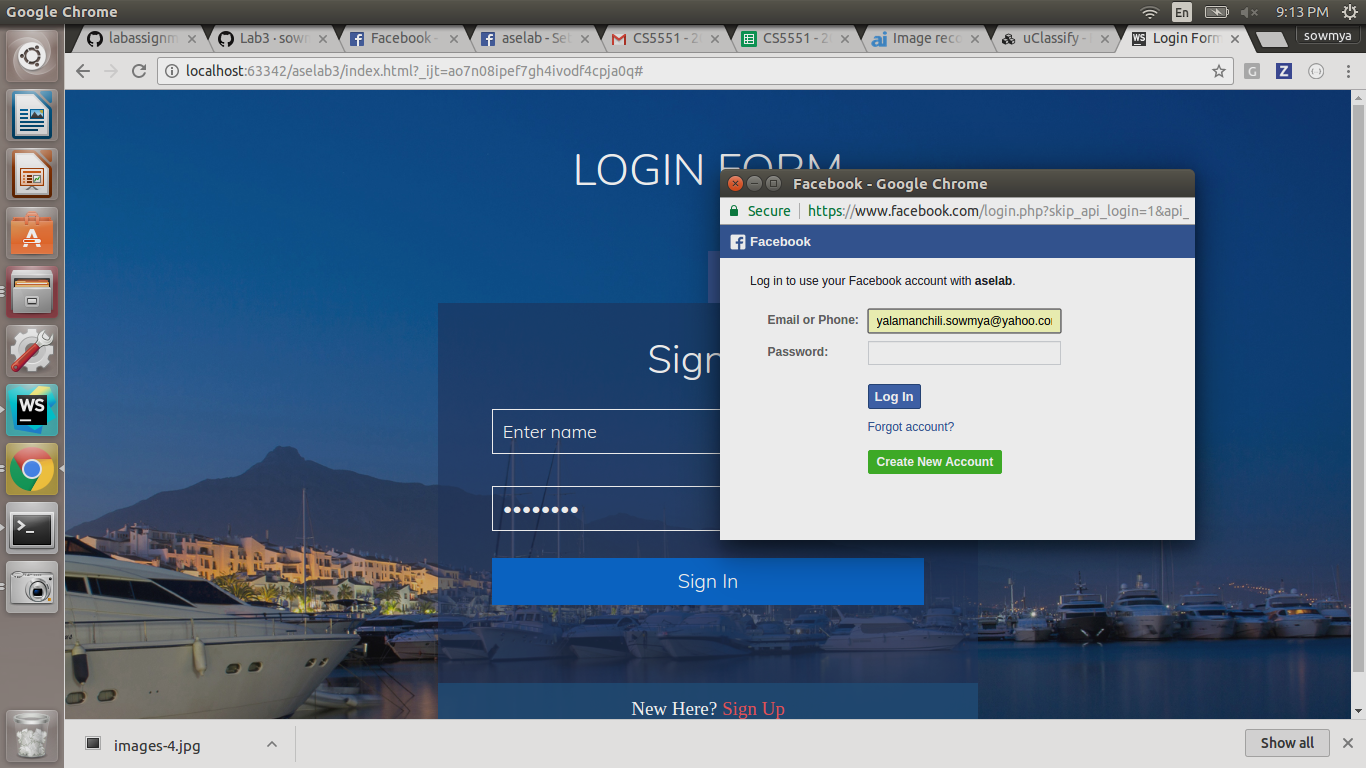 Google Chrome
En
9:13 PM
labassignm
Lab3 · sow
Facebook -
aselab - Se
CS5551 - 2
CS5551 - 2
Image reco
uClassify -
Login Form
sowmya
localhost:63342/aselab3/index.html?_ijt=ao7n08ipef7gh4ivodf4cpja0q#
LOGIN FORM
Facebook - Google Chrome
Secure https://www.facebook.com/login.php?skip_api_login=1&api_
Facebook
Log in to use your Facebook account with aselab.
Email or Phone: yalamanchili.sowmya@yahoo.co
Password:
Log In
Forgot account?
Create New Account
Sign
Enter name
••••••••
Sign In
New Here? Sign Up
WS
images-4.jpg
Show all